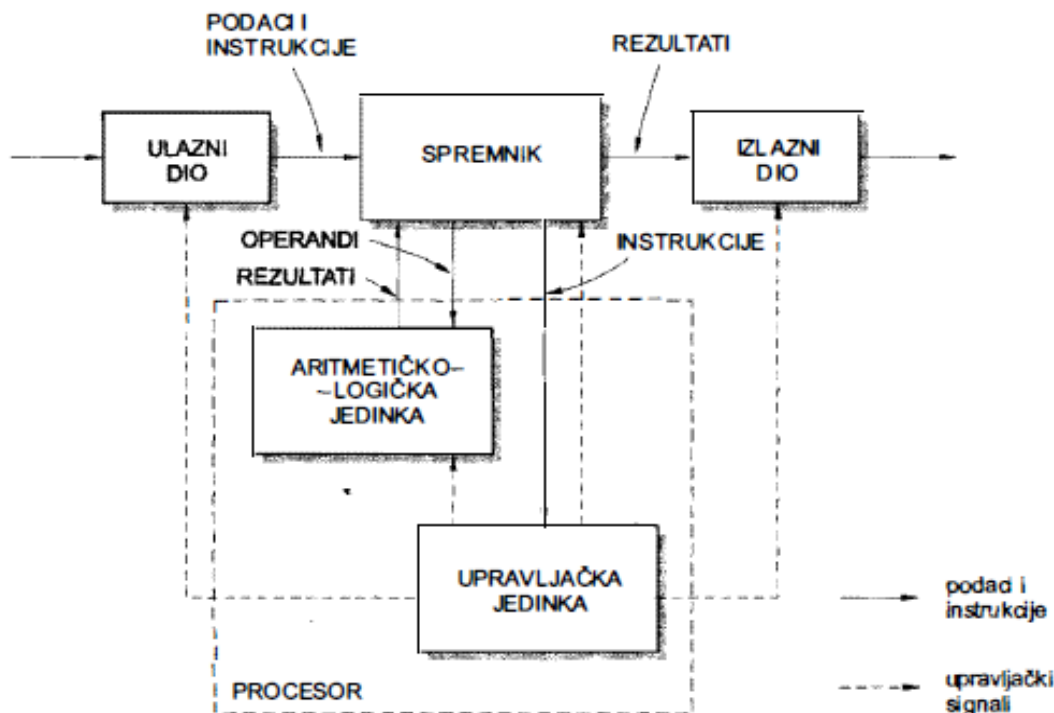 PODACI I
INSTRUKCIJE
REZULTATI
ULAZNI
DIO
SPREMNIK
IZLAZNI
DIO
OPERANDI
INSTRUKCIJE
REZULTATI
ARITMETIČKO–
–LOGIČKA
JEDINKA
UPRAVLJAČKA
JEDINKA
PROCESOR
podaci i
instrukcije
upravljački
signali